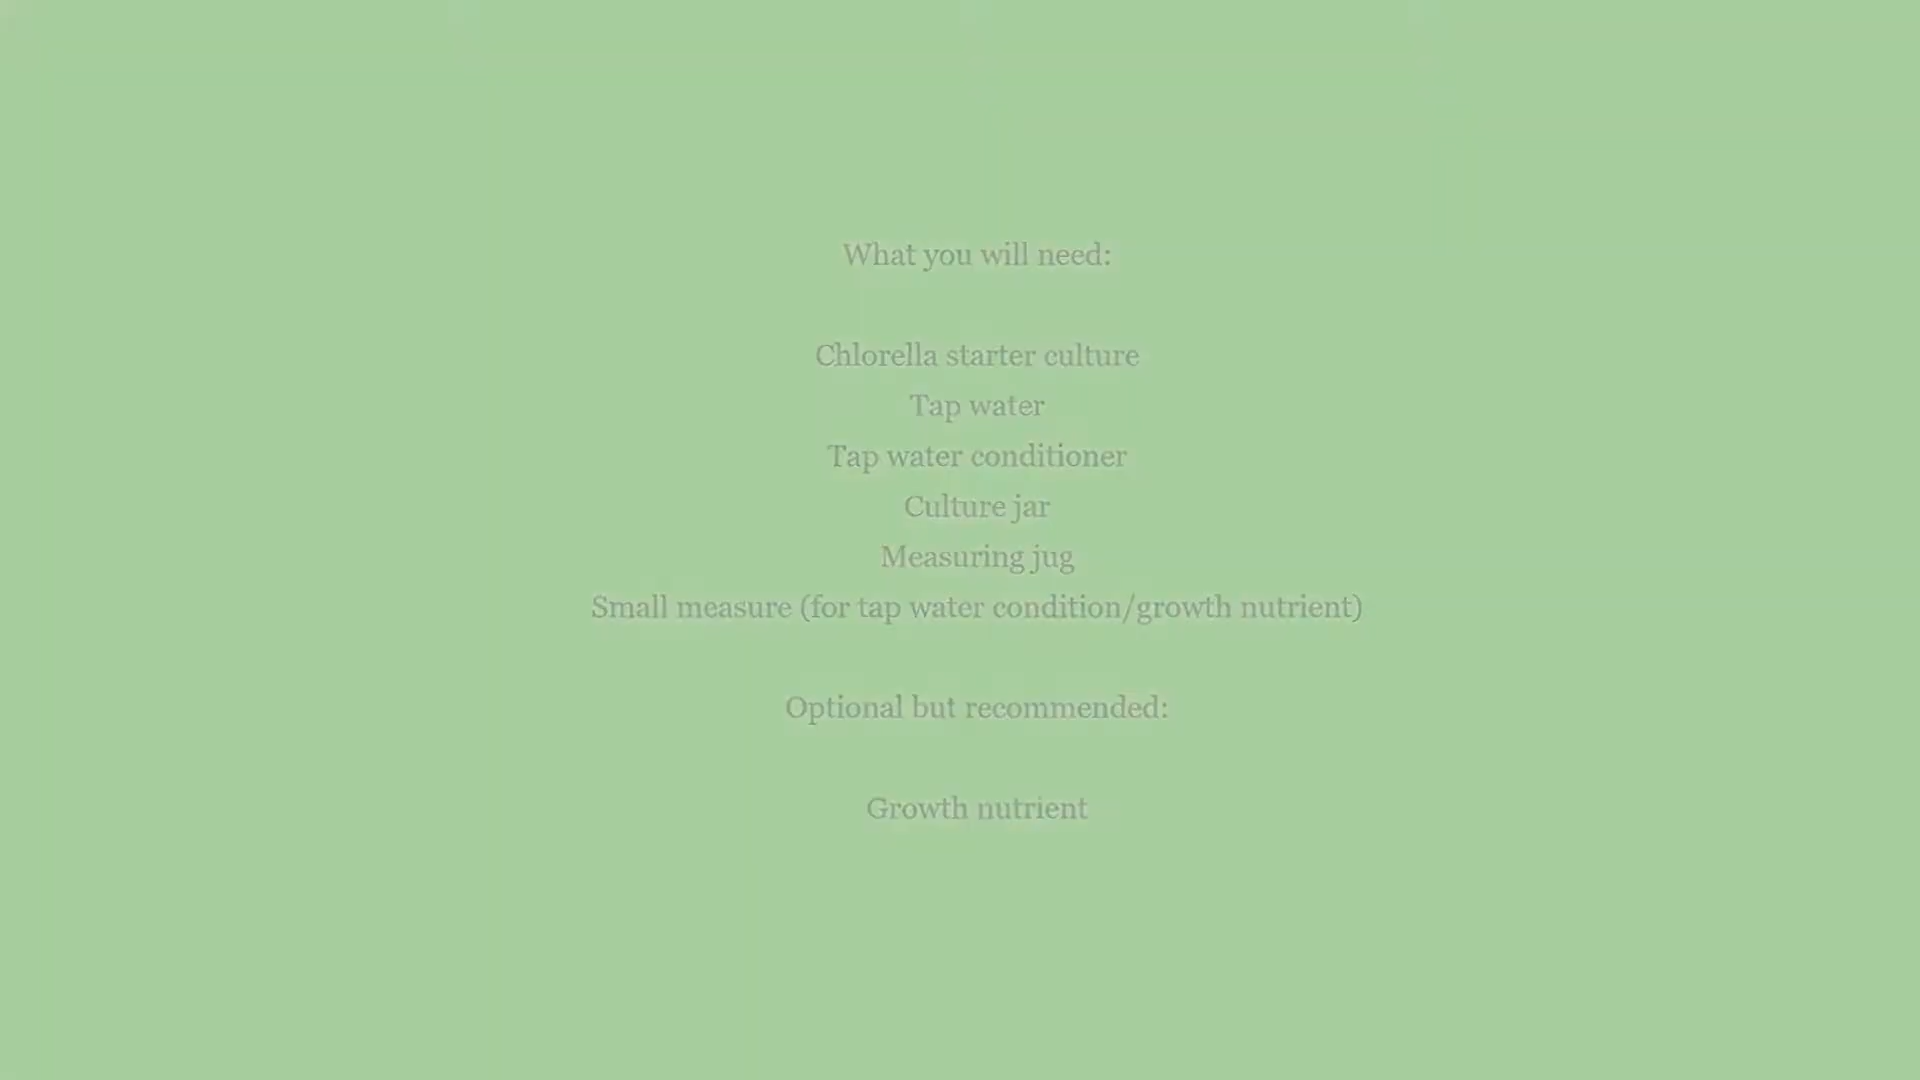 What you will need:
Chlorella starter culture
Tap water
Tap water conditioner
Culture jar
Measuring jug
Small measure (for tap water condition/growth nutrient)
Optional but recommended:
Growth nutrient